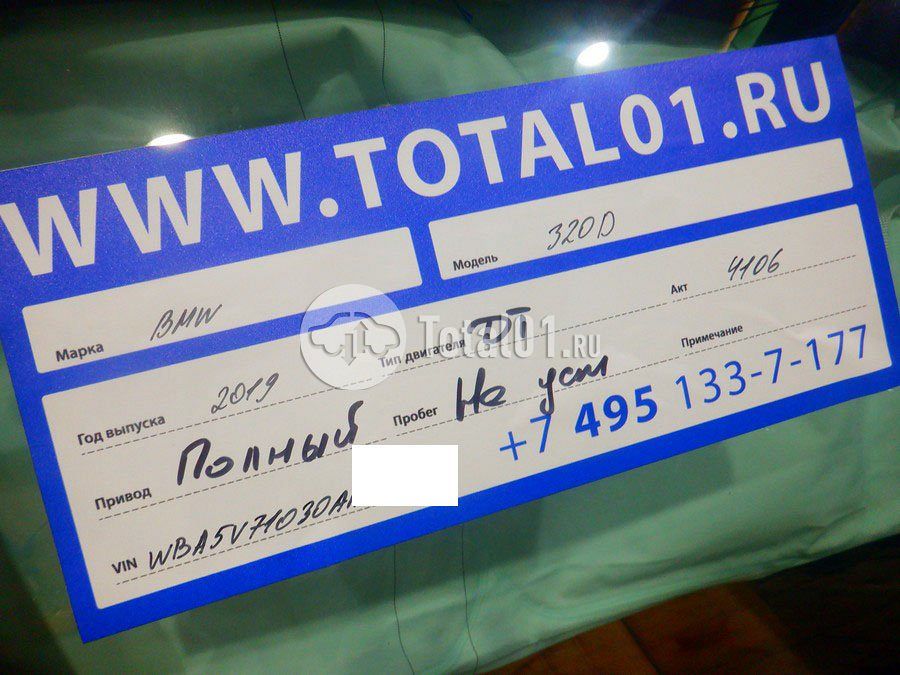 WWW.TOTAL01.RU
Марка BMW Модель 320D
Год выпуска 2019 Тип двигателя ДТ Акт 4106
Total01.RU
Привод Полный Пробег Не уст Примечание
VIN WBA5V71030A
+7 495 133-7-177